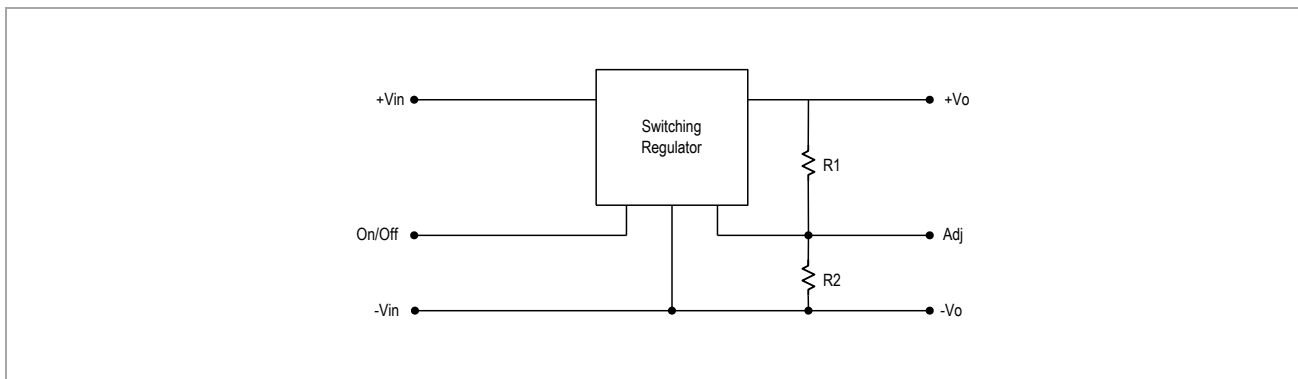 +Vin
Switching
Regulator
+Vo
R1
On/Off
Adj
R2
-Vin
-Vo